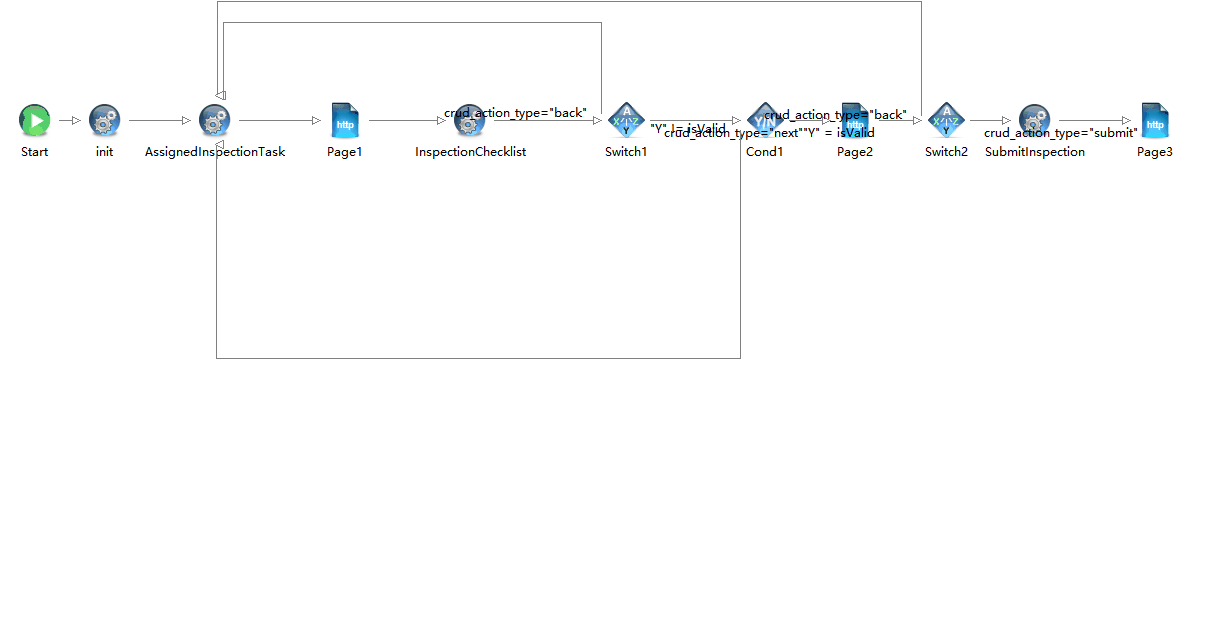 crud_action_type="back"
crud_action_type="back"
"Y" != isValid
crud_action_type="next"
"Y" = isValid
crud_action_type="submit"
http
A
X
Z
Y
Y/N
http
A
X
Z
Y
http
Start
init
AssignedInspectionTask
Page1
InspectionChecklist
Switch1
Cond1
Page2
Switch2
SubmitInspection
Page3